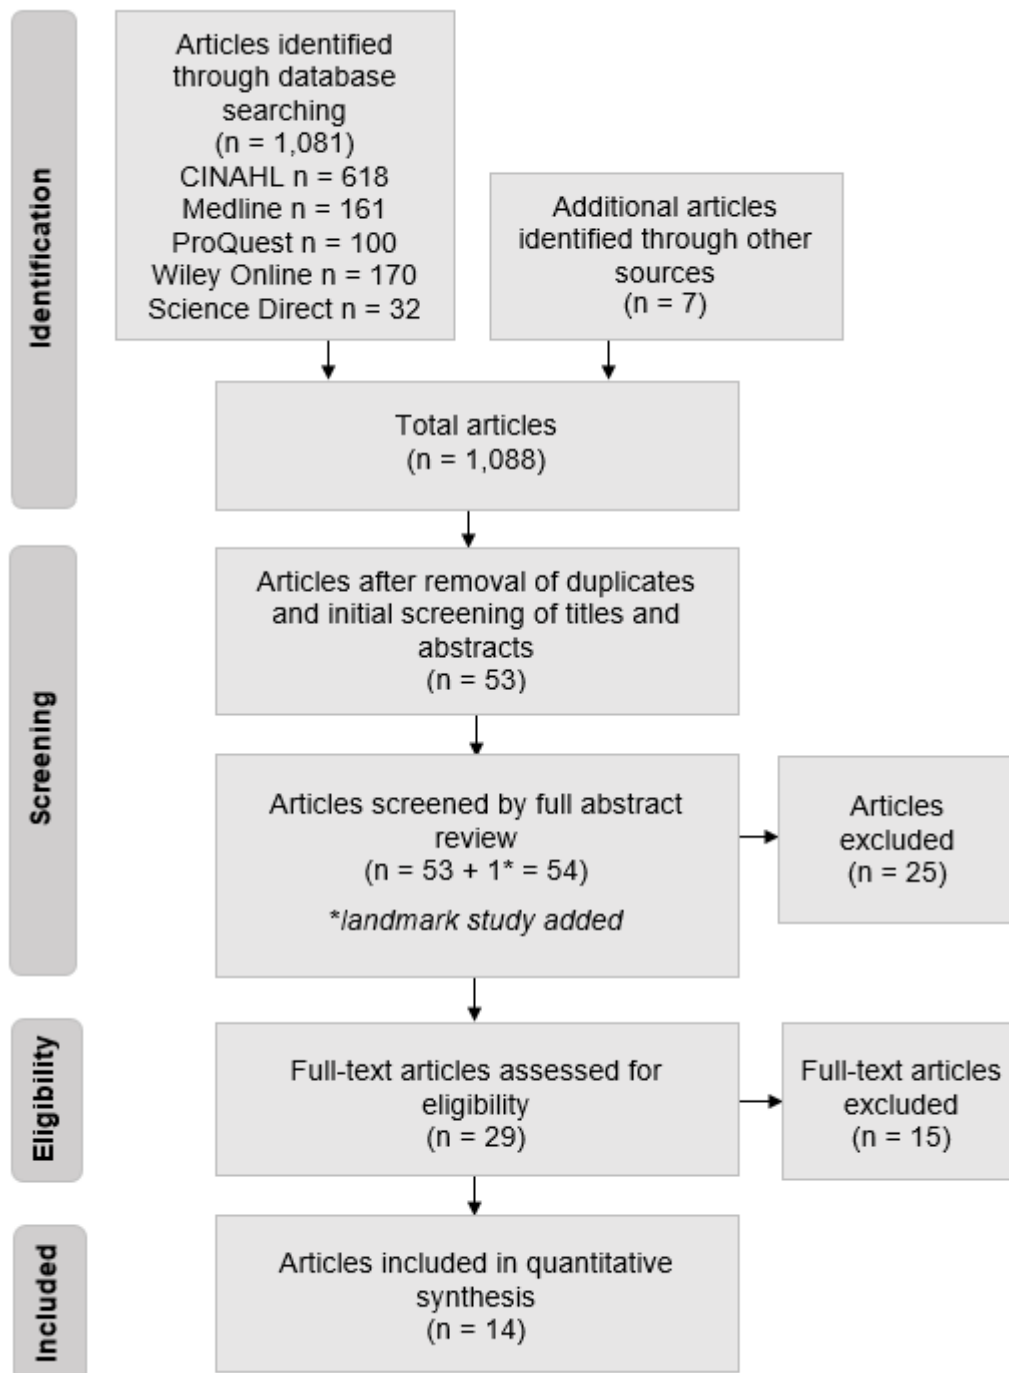 Identification
Articles identified
through database
searching
(n = 1,081)
CINAHL n = 618
Medline n = 161
ProQuest n = 100
Wiley Online n = 170
Science Direct n = 32
Additional articles
identified through other
sources
(n = 7)
Total articles
(n = 1,088)
Screening
Articles after removal of duplicates
and initial screening of titles and
abstracts
(n = 53)
Articles screened by full abstract
review
(n = 53 + 1* = 54)
*landmark study added
Articles
excluded
(n = 25)
Eligibility
Full-text articles assessed for
eligibility
(n = 29)
Full-text articles
excluded
(n = 15)
Included
Articles included in quantitative
synthesis
(n = 14)